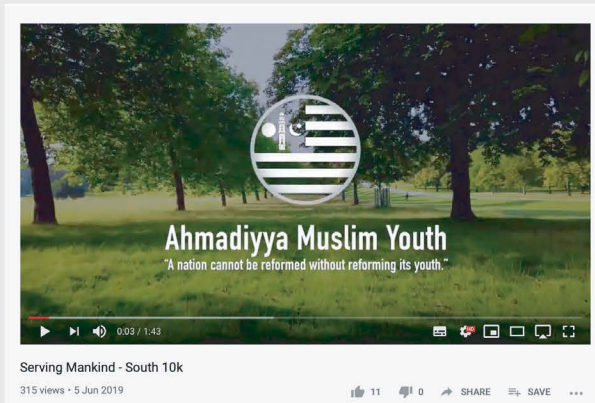 Ahmadiyya Muslim Youth
"A nation cannot be reformed without reforming its youth."
0:03 / 1:43
HD
Serving Mankind - South 10k
315 views • 5 Jun 2019
11
0
SHARE
SAVE